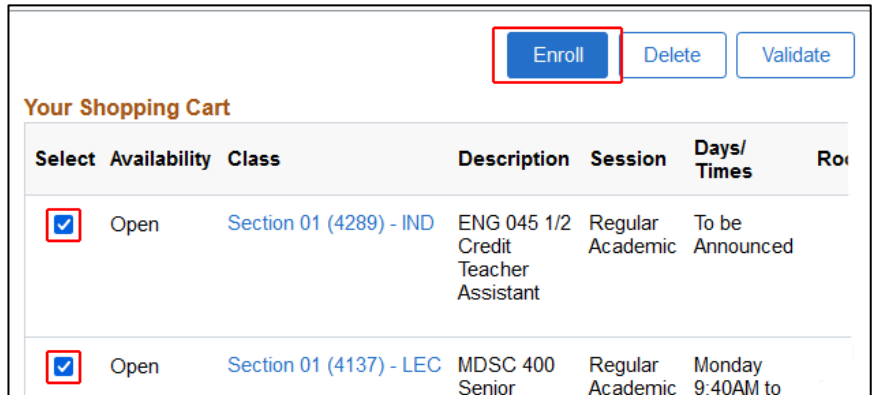 Enroll Delete Validate
Your Shopping Cart
Select Availability Class Description Session Days/ Times
Open Section 01 (4289) - IND ENG 045 1/2 Regular To be
Credit Academic Announced
Teacher
Assistant
Open Section 01 (4137) - LEC MDSC 400 Regular Monday
Senior Academic 9:40AM to